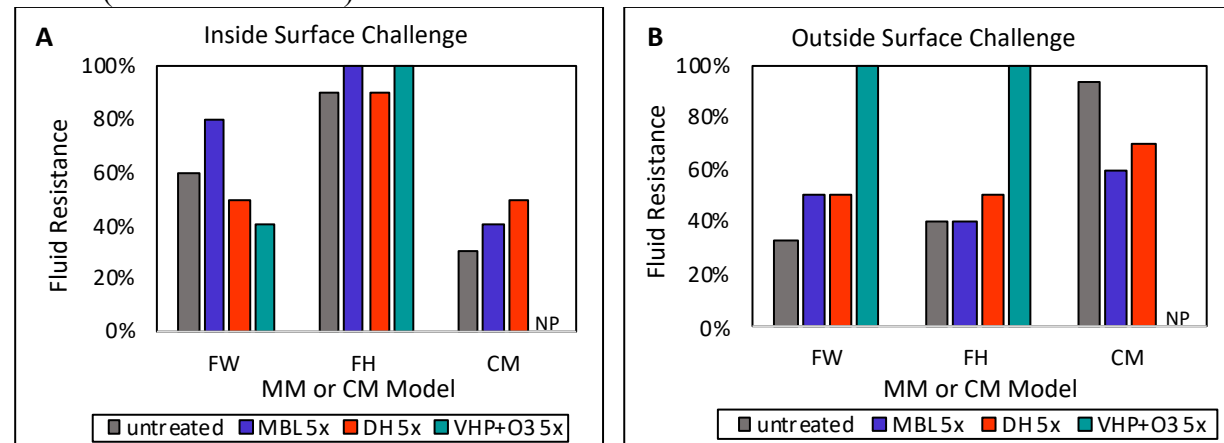 A
Inside Surface Challenge
Fluid Resistance
100%
80%
60%
40%
20%
0%
NP
FW FH CM
MM or CM Model
untreated MBL 5x DH 5x VHP+O3 5x
B
Outside Surface Challenge
Fluid Resistance
100%
80%
60%
40%
20%
0%
NP
FW FH CM
MM or CM Model
untreated MBL 5x DH 5x VHP+O3 5x